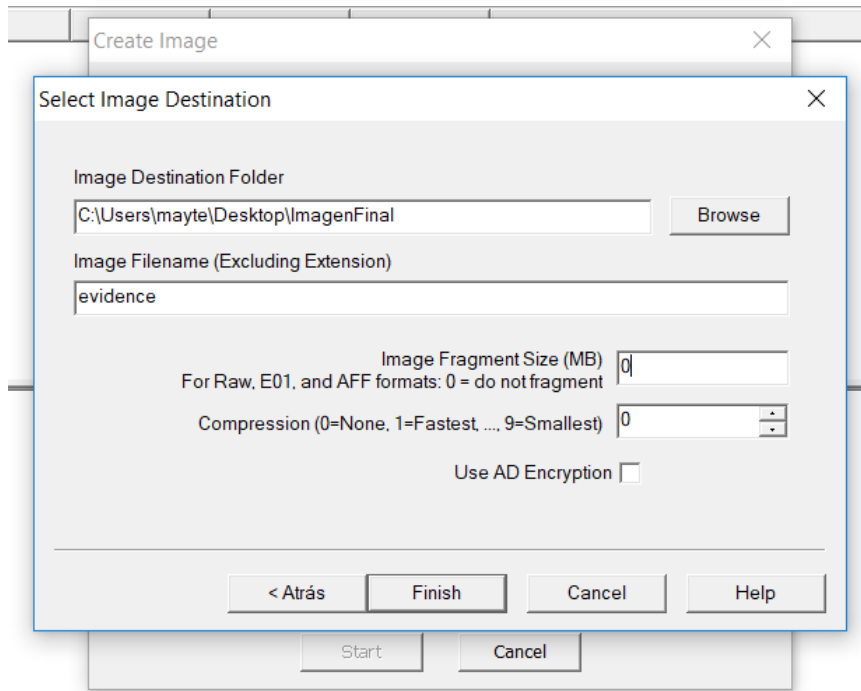 Create Image
Select Image Destination
Image Destination Folder
C:\Users\mayte\Desktop\ImagenFinal
Browse
Image Filename (Excluding Extension)
evidence
Image Fragment Size (MB)
For Raw, E01, and AFF formats: 0 = do not fragment
0
Compression (0=None, 1=Fastest, ..., 9=Smallest)
0
Use AD Encryption
< Atrás
Finish
Cancel
Help
Start
Cancel